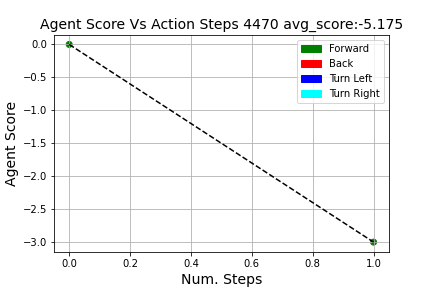 Agent Score Vs Action Steps 4470 avg_score:-5.175
Forward
Back
Turn Left
Turn Right
Agent Score
0.0
−0.5
−1.0
−1.5
−2.0
−2.5
−3.0
0.0 0.2 0.4 0.6 0.8 1.0
Num. Steps